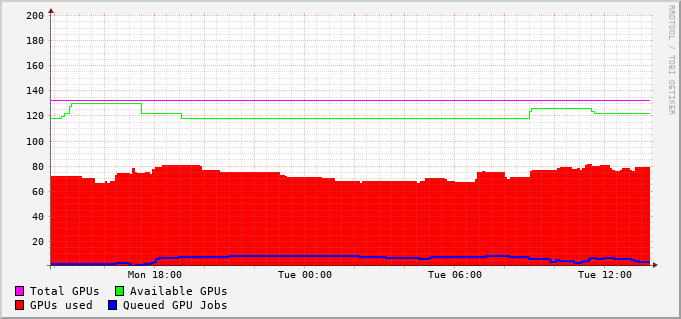 RRDTOOL / TOBI OETIKER
200
180
160
140
120
100
80
60
40
20
Mon 18:00 Tue 00:00 Tue 06:00 Tue 12:00
Total GPUs Available GPUs
GPUs used Queued GPU Jobs